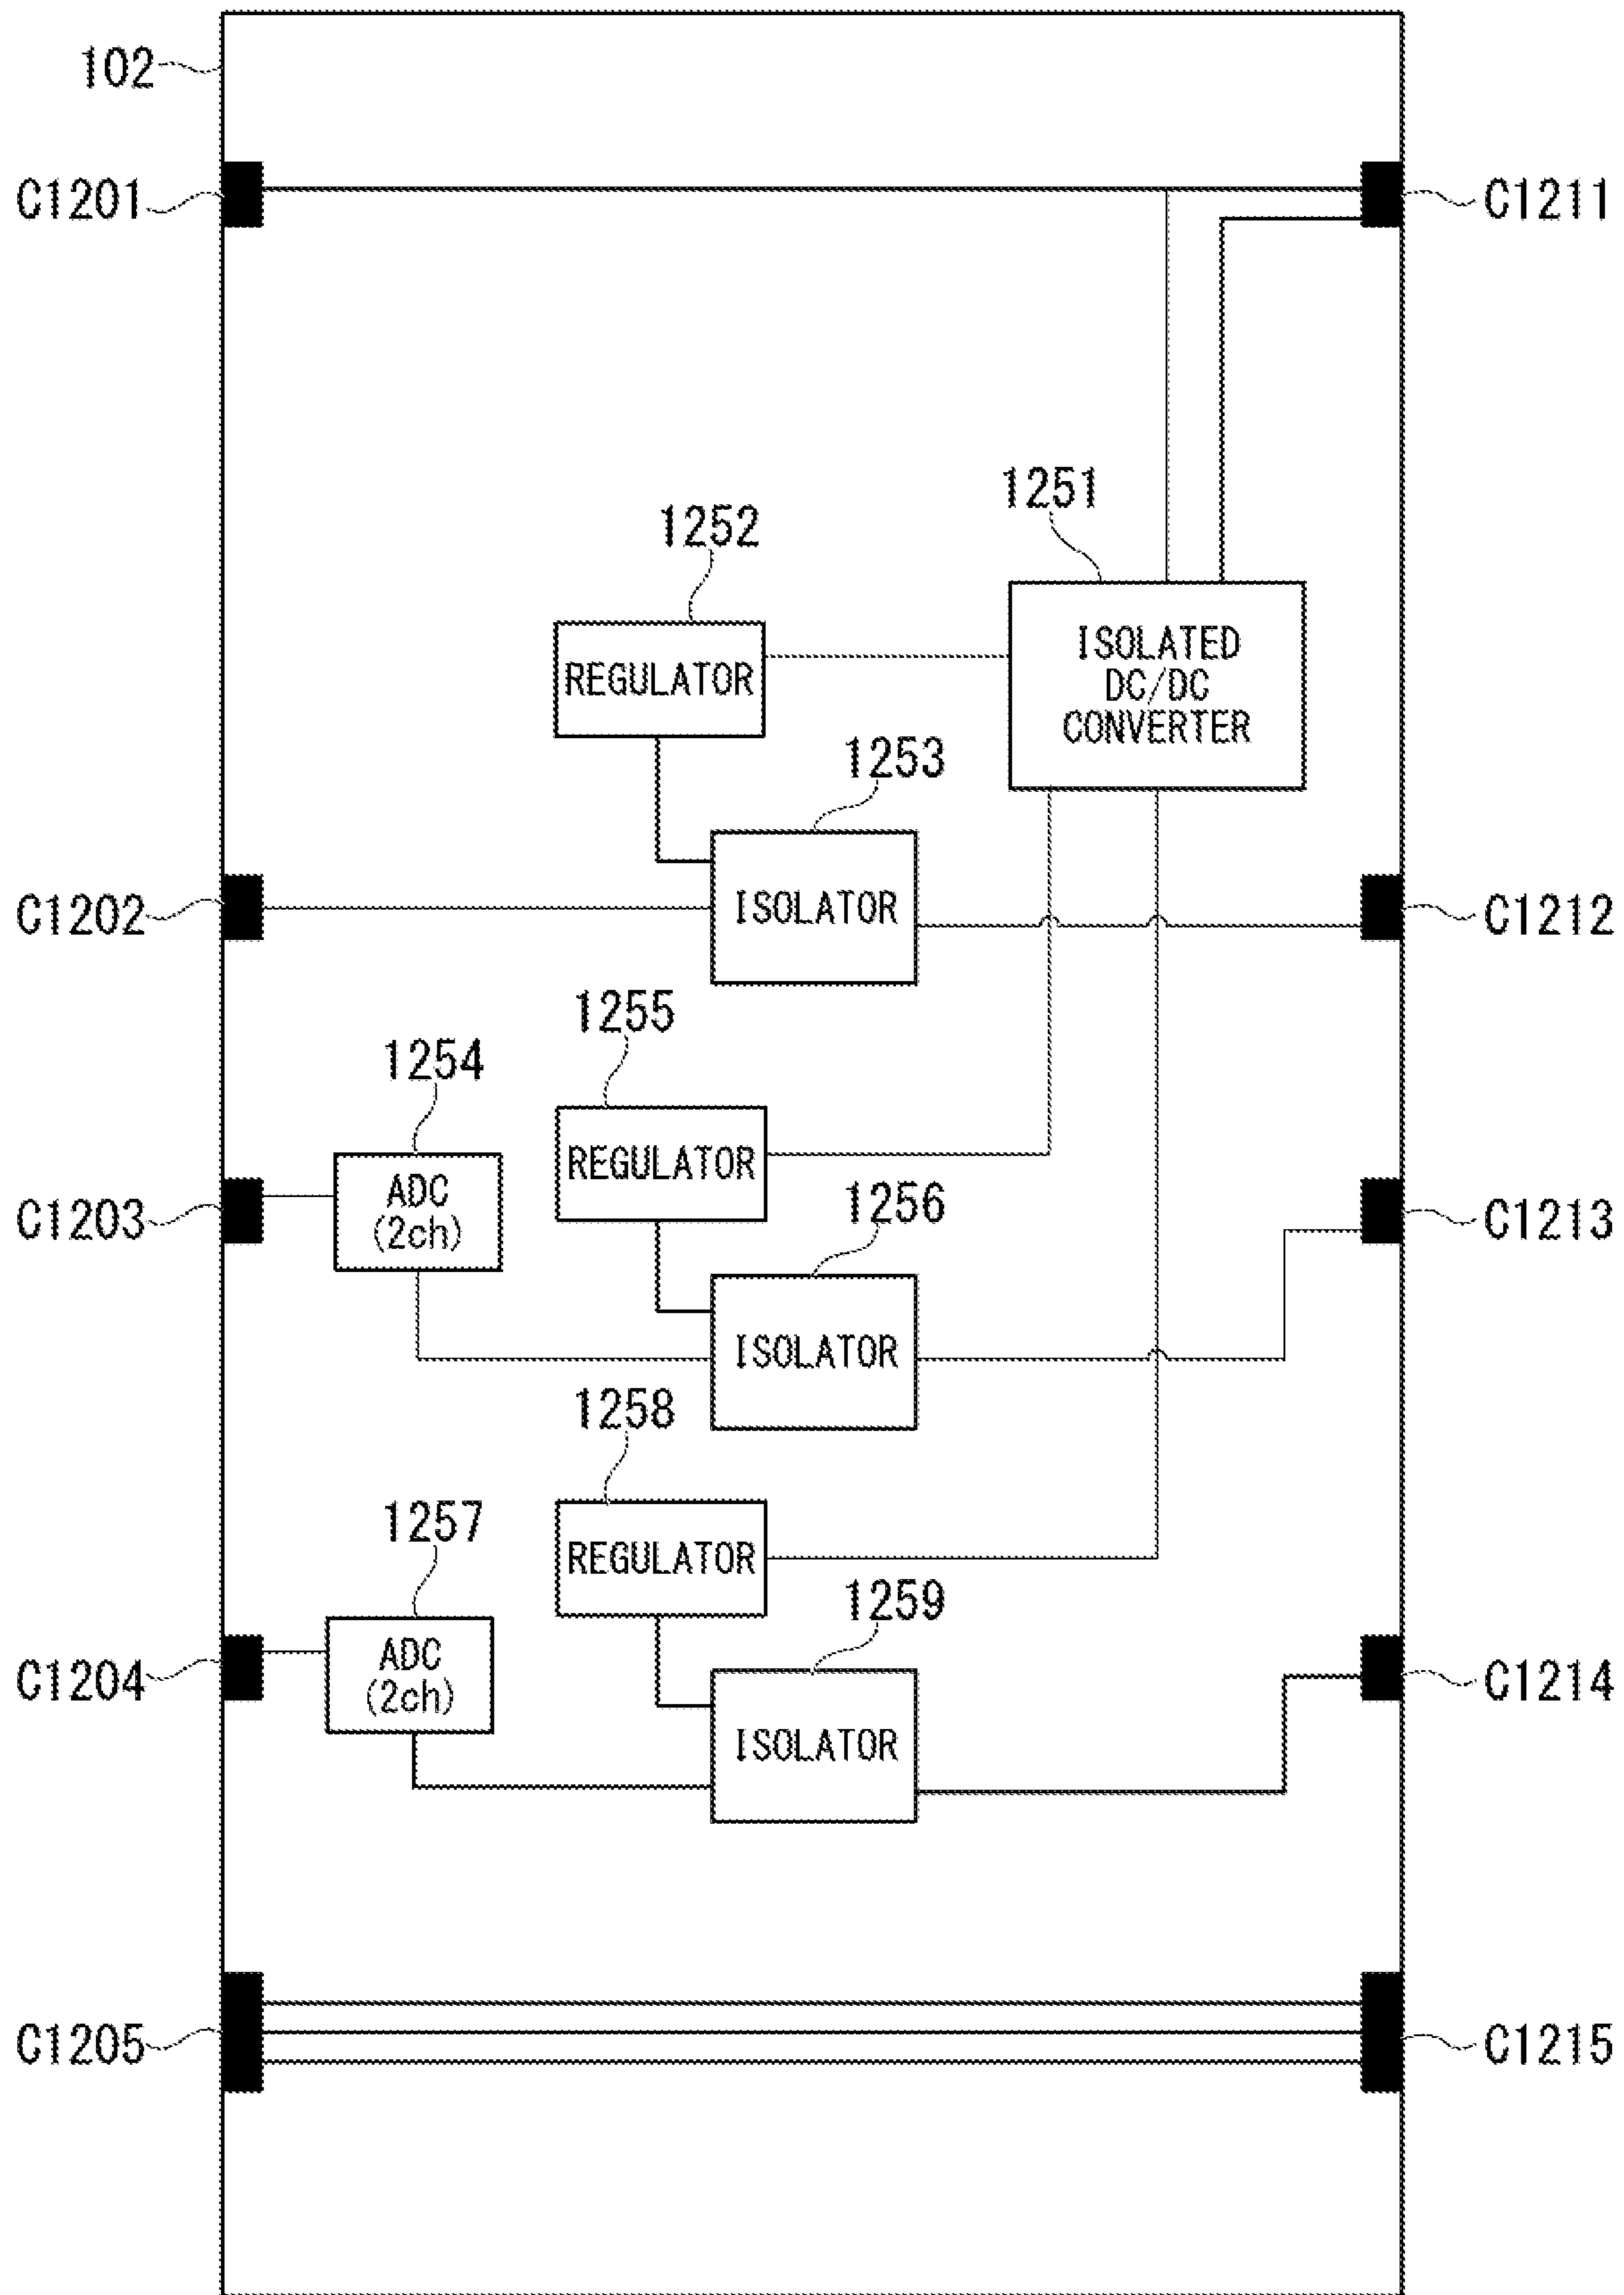 102
C1201
C1211
1251
1252
ISOLATED
DC/DC
CONVERTER
REGULATOR
1253
C1202
ISOLATOR
C1212
1255
1254
REGULATOR
ADC
(2ch)
1256
C1203
C1213
ISOLATOR
1258
1257
REGULATOR
1259
ADC
(2ch)
C1204
C1214
ISOLATOR
C1205
C1215